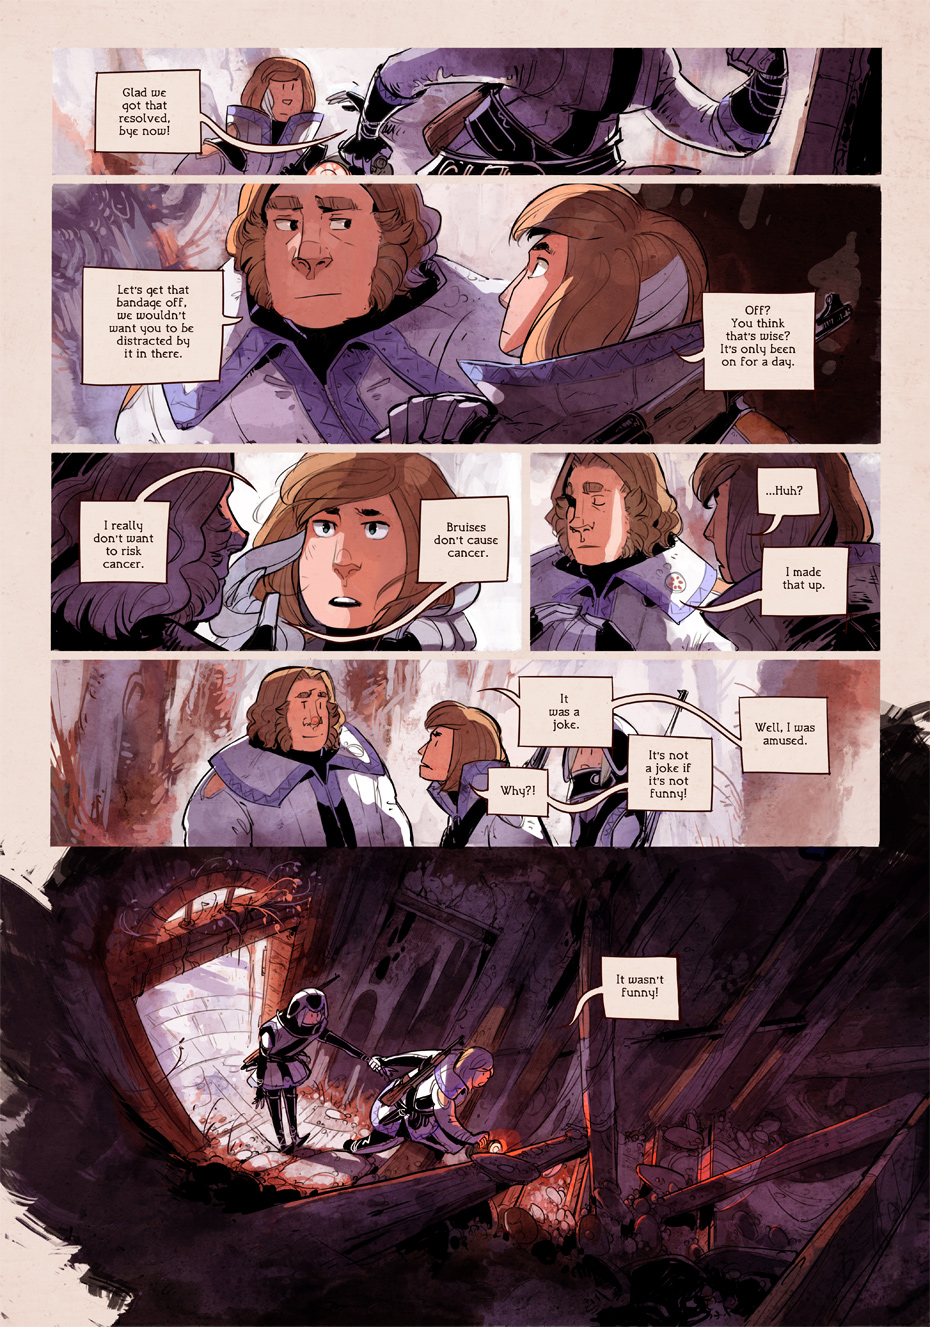 Glad we
got that
resolved,
bye now!
Let's get that
bandage off,
we wouldn't
want you to be
distracted by
it in there.
Off?
You think
that's wise?
It's only been
on for a day.
I really
don't want
to risk
cancer.
Bruises
don't cause
cancer.
...Huh?
I made
that up.
It
was a
joke.
Well, I was
amused.
Why?!
It's not
a joke if
it's not
funny!
It wasn't
funny!